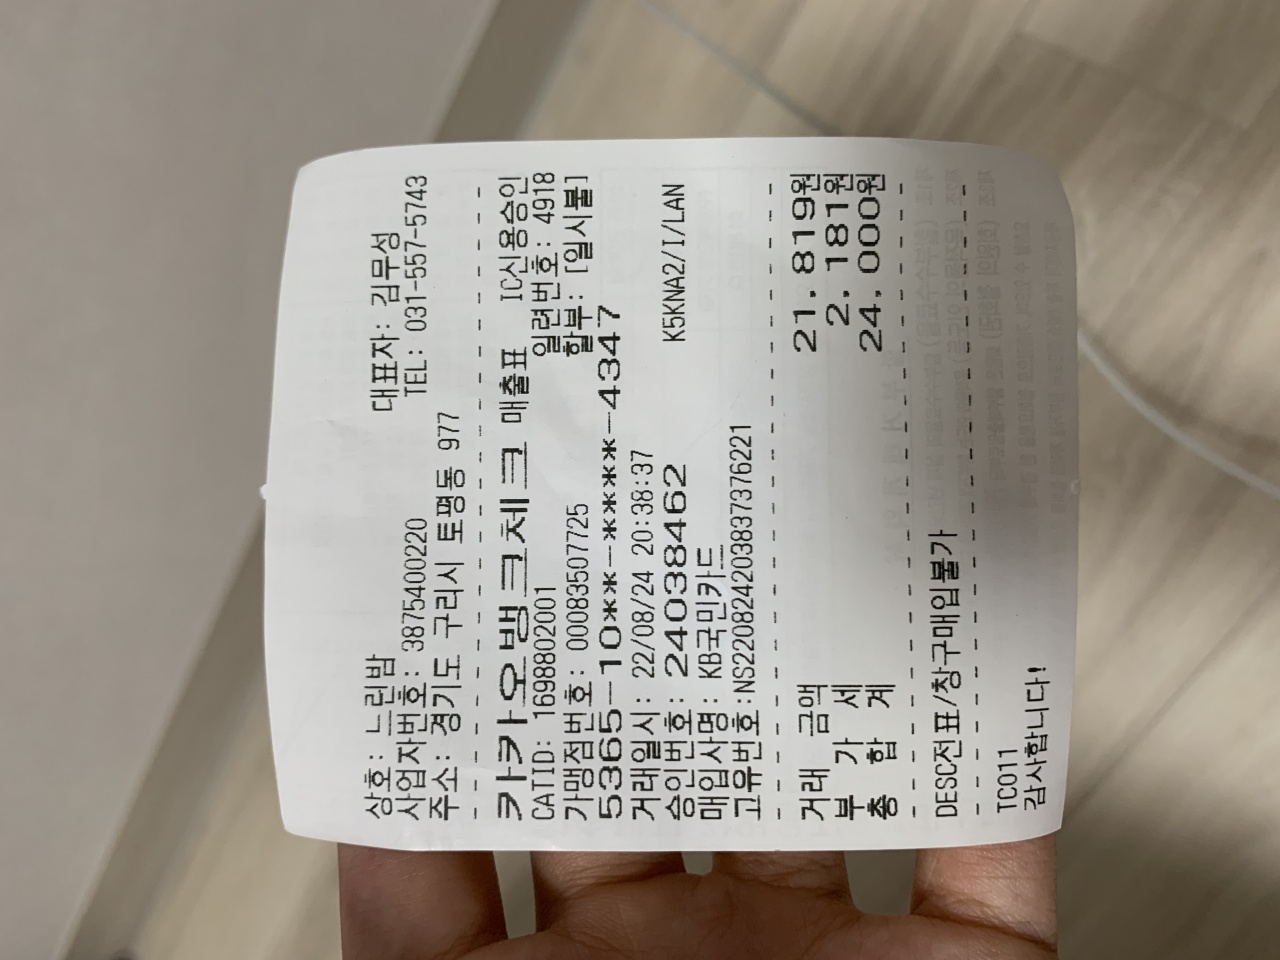 상호: 느린밤 대표자: 김무성
사업자번호: 3875400220 TEL: 031-557-5743
주소: 경기도 구리시 토평동 977
카카오뱅크체크 매출표 IC신용승인
CATID: 1698802001 일련번호: 4918
가맹점번호: 00083507725 할부: [일시불]
5365-10**-****-4347
거래일시: 22/08/24 20:38:37
승인번호: 24038462 K5KNA2/I/LAN
매입사명: KB국민카드
고유번호:NS220824203837376221
거래 금액 21,819원
부 가 세 2,181원
총 합 계 24,000원
DESC전표/창구매입불가
TC011
감사합니다!